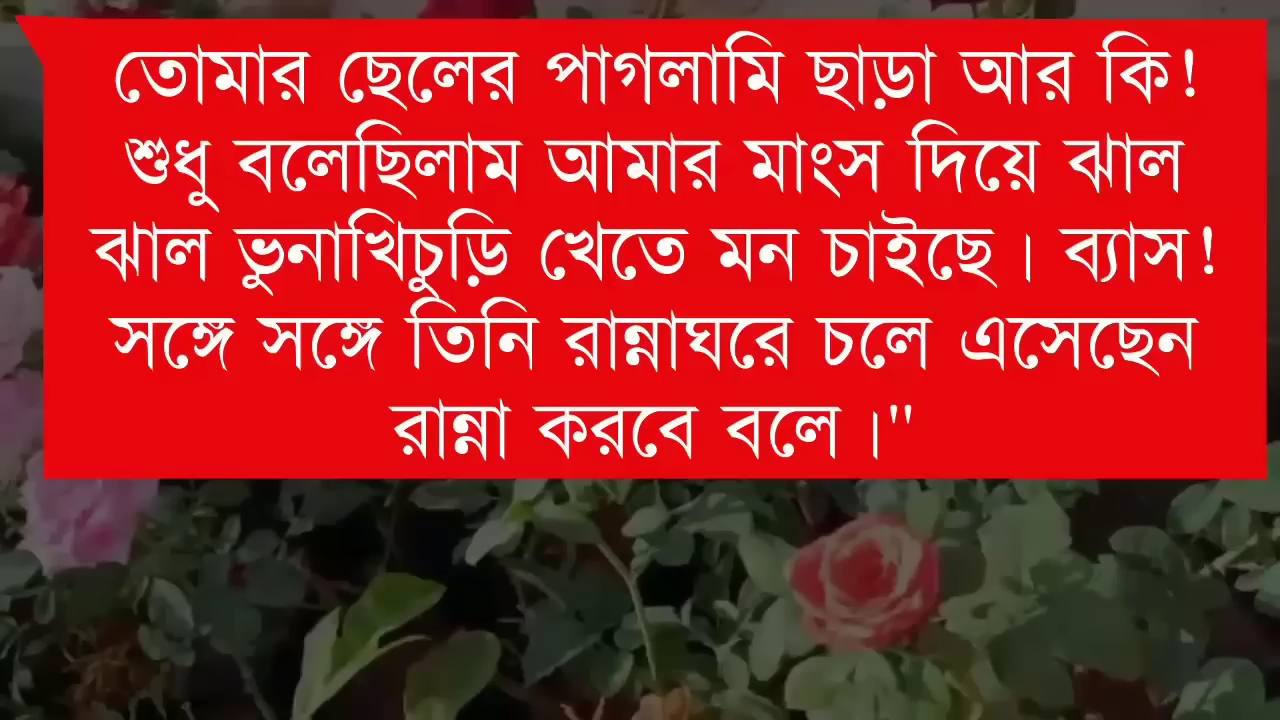 তোমার ছেলের পাগলামি ছাড়া আর কি!
শুধু বলেছিলাম আমার মাংস দিয়ে ঝাল
ঝাল ভুনাখিচুড়ি খেতে মন চাইছে। ব্যাস!
সঙ্গে সঙ্গে তিনি রান্নাঘরে চলে এসেছেন
রান্না করবে বলে।"